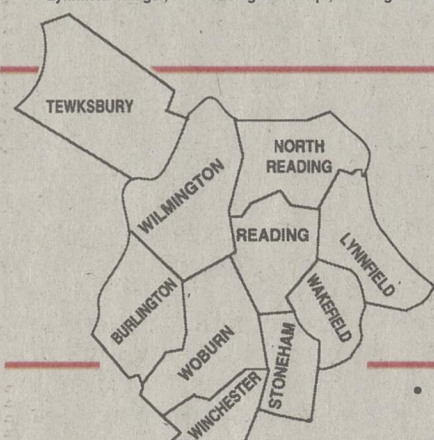 TEWKSBURY
NORTH
READING
WILMINGTON
READING
LYNNFIELD
BURLINGTON
WAKEFIELD
WOBURN
STONEHAM
WINCHESTER